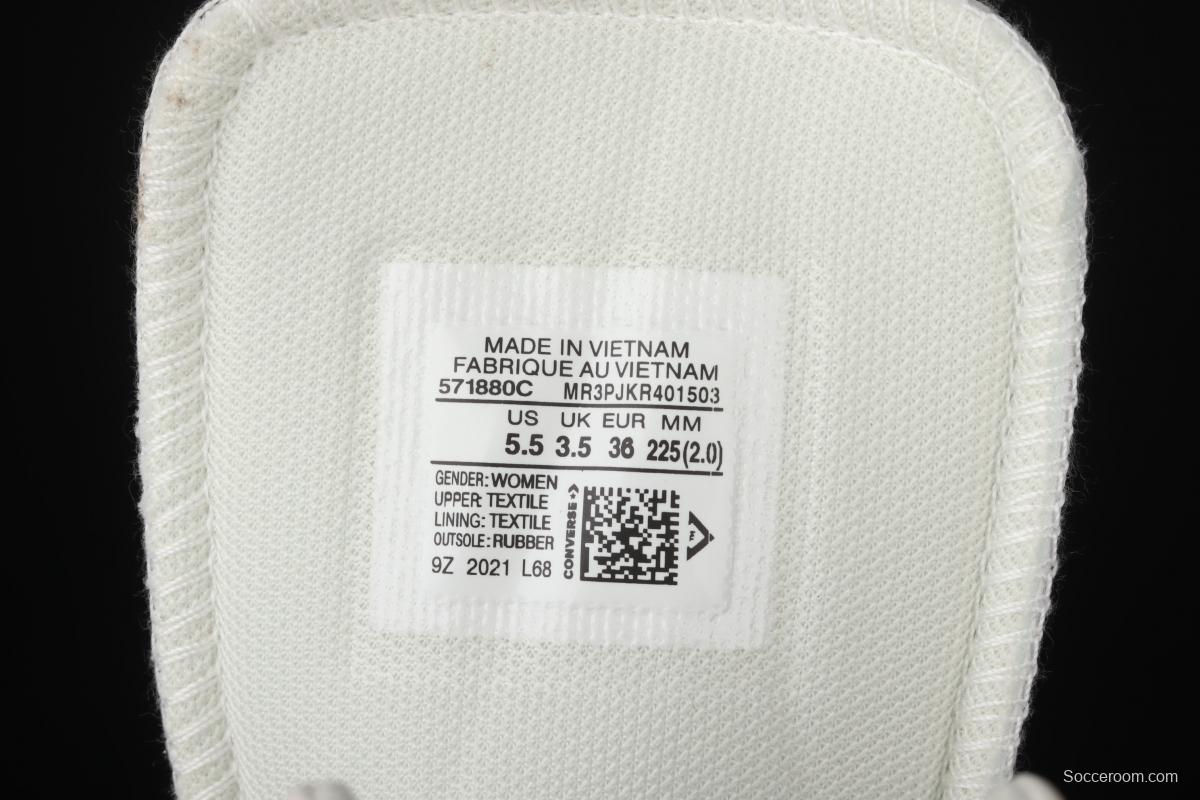 MADE IN VIETNAM
FABRIQUE AU VIETNAM
571880C MR3PJKR401503
US UK EUR MM
5.5 3.5 36 225(2.0)
GENDER: WOMEN
UPPER: TEXTILE
LINING: TEXTILE
OUTSOLE: RUBBER
9Z 2021 L68
CONVERSE
Socceroom.com